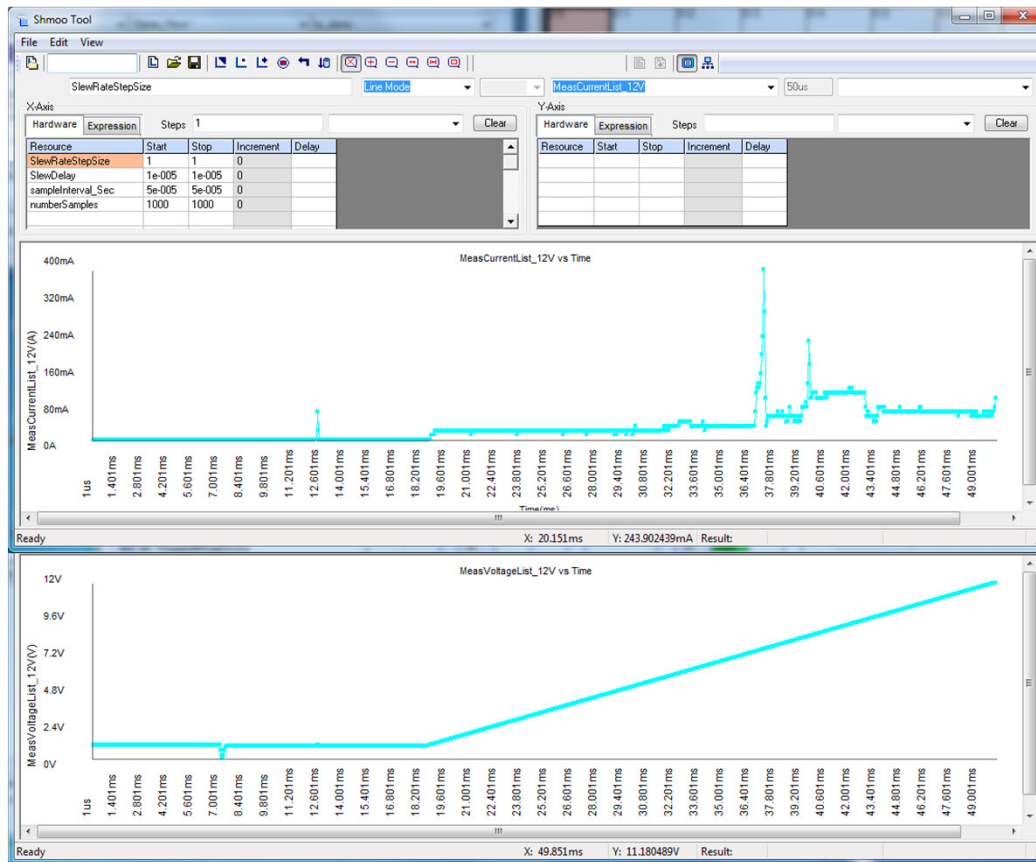 Shmoo Tool
File Edit View
SlewRateStepSize Line Mode MeasCurrentList_12V 50us
X-Axis
Hardware Expression Steps 1 Clear
Resource Start Stop Increment Delay
SlewRateStepSize 1 1 0
SlewDelay 1e-005 1e-005 0
sampleInterval_Sec 5e-005 5e-005 0
numberSamples 1000 1000 0
Y-Axis
Hardware Expression Steps Clear
Resource Start Stop Increment Delay
MeasCurrentList_12V vs Time
MeasCurrentList_12V(A)
400mA
320mA
240mA
160mA
80mA
0A
1us 1.401ms 2.801ms 4.201ms 5.601ms 7.001ms 8.401ms 9.801ms 11.201ms 12.601ms 14.001ms 15.401ms 16.801ms 18.201ms 19.601ms 21.001ms 22.401ms 23.801ms 25.201ms 26.601ms 28.001ms 29.401ms 30.801ms 32.201ms 33.601ms 35.001ms 36.401ms 37.801ms 39.201ms 40.601ms 42.001ms 43.401ms 44.801ms 46.201ms 47.601ms 49.001ms
Time(ms)
Ready X: 20.151ms Y: 243.902439mA Result:
MeasVoltageList_12V vs Time
MeasVoltageList_12V(V)
12V
9.6V
7.2V
4.8V
2.4V
0V
1us 1.401ms 2.801ms 4.201ms 5.601ms 7.001ms 8.401ms 9.801ms 11.201ms 12.601ms 14.001ms 15.401ms 16.801ms 18.201ms 19.601ms 21.001ms 22.401ms 23.801ms 25.201ms 26.601ms 28.001ms 29.401ms 30.801ms 32.201ms 33.601ms 35.001ms 36.401ms 37.801ms 39.201ms 40.601ms 42.001ms 43.401ms 44.801ms 46.201ms 47.601ms 49.001ms
Ready X: 49.851ms Y: 11.180489V Result: